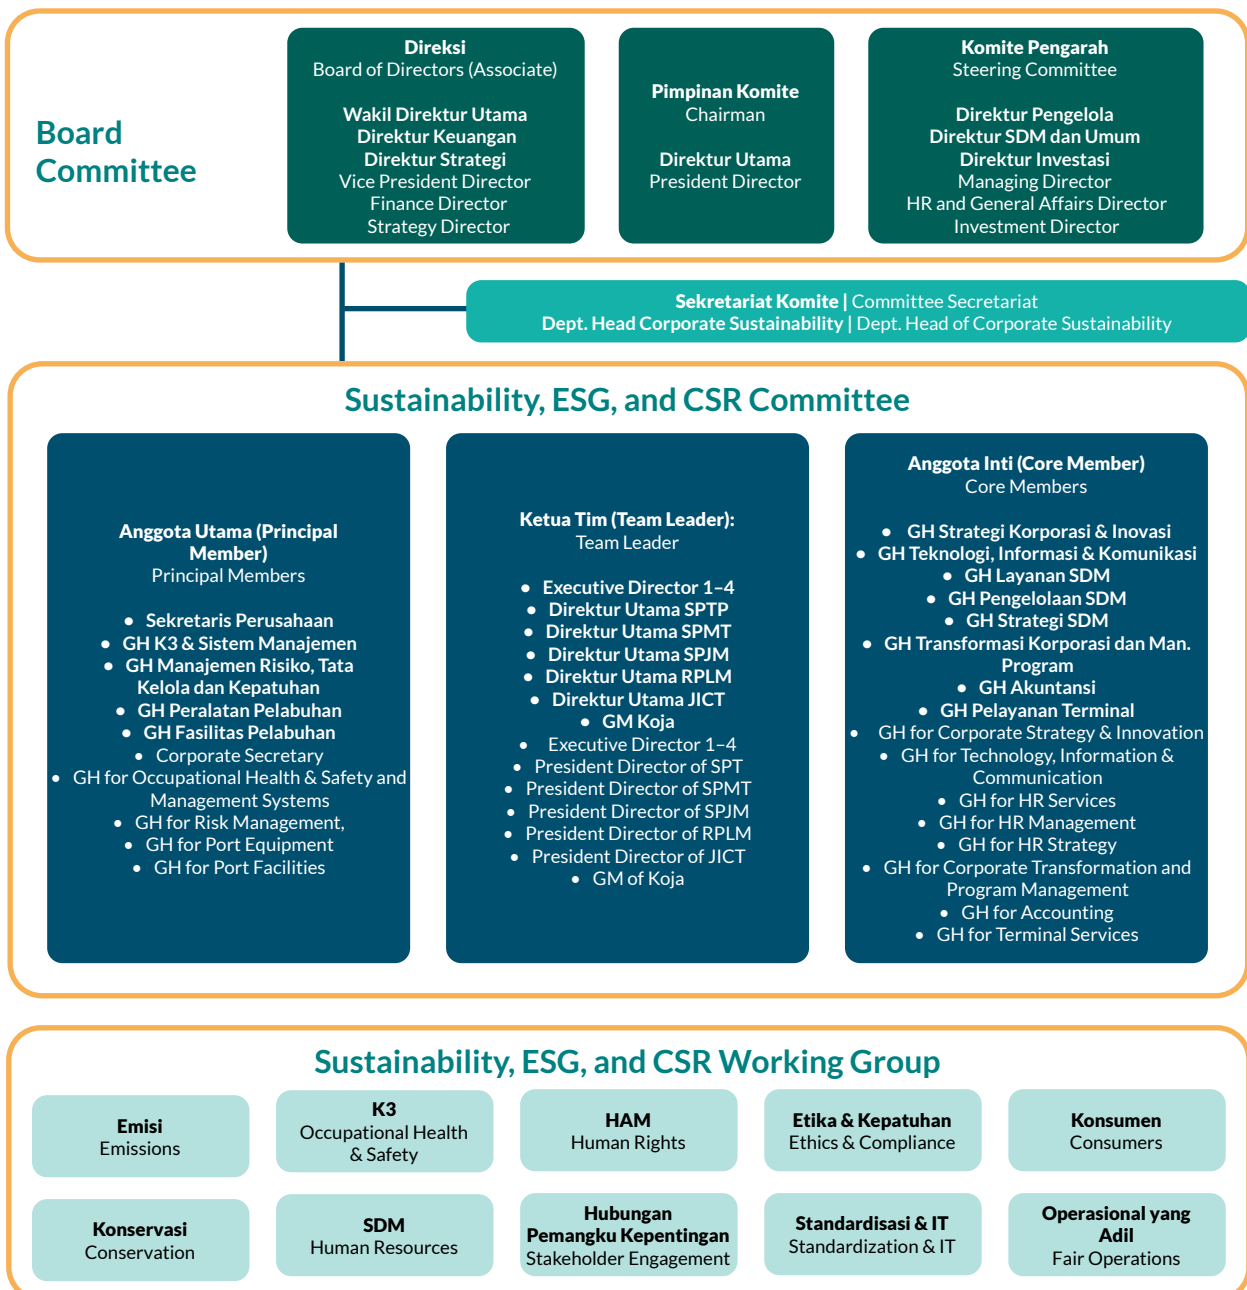 Board
Committee
Direksi
Board of Directors (Associate)
Wakil Direktur Utama
Direktur Keuangan
Direktur Strategi
Vice President Director
Finance Director
Strategy Director
Pimpinan Komite
Chairman
Direktur Utama
President Director
Komite Pengarah
Steering Committee
Direktur Pengelola
Direktur SDM dan Umum
Direktur Investasi
Managing Director
HR and General Affairs Director
Investment Director
Sekretariat Komite | Committee Secretariat
Dept. Head Corporate Sustainability | Dept. Head of Corporate Sustainability
Sustainability, ESG, and CSR Committee
Anggota Utama (Principal
Member)
Principal Members
• Sekretaris Perusahaan
• GH K3 & Sistem Manajemen
• GH Manajemen Risiko, Tata
Kelola dan Kepatuhan
• GH Peralatan Pelabuhan
• GH Fasilitas Pelabuhan
• Corporate Secretary
• GH for Occupational Health & Safety and
Management Systems
• GH for Risk Management,
• GH for Port Equipment
• GH for Port Facilities
Ketua Tim (Team Leader):
Team Leader
• Executive Director 1–4
• Direktur Utama SPTP
• Direktur Utama SPMT
• Direktur Utama SPJM
• Direktur Utama RPLM
• Direktur Utama JICT
• GM Koja
• Executive Director 1–4
• President Director of SPT
• President Director of SPMT
• President Director of SPJM
• President Director of RPLM
• President Director of JICT
• GM of Koja
Anggota Inti (Core Member)
Core Members
• GH Strategi Korporasi & Inovasi
• GH Teknologi, Informasi & Komunikasi
• GH Layanan SDM
• GH Pengelolaan SDM
• GH Strategi SDM
• GH Transformasi Korporasi dan Man.
Program
• GH Akuntansi
• GH Pelayanan Terminal
• GH for Corporate Strategy & Innovation
• GH for Technology, Information &
Communication
• GH for HR Services
• GH for HR Management
• GH for HR Strategy
• GH for Corporate Transformation and
Program Management
• GH for Accounting
• GH for Terminal Services
Sustainability, ESG, and CSR Working Group
Emisi
Emissions
K3
Occupational Health
& Safety
HAM
Human Rights
Etika & Kepatuhan
Ethics & Compliance
Konsumen
Consumers
Konservasi
Conservation
SDM
Human Resources
Hubungan
Pemangku Kepentingan
Stakeholder Engagement
Standardisasi & IT
Standardization & IT
Operasional yang
Adil
Fair Operations